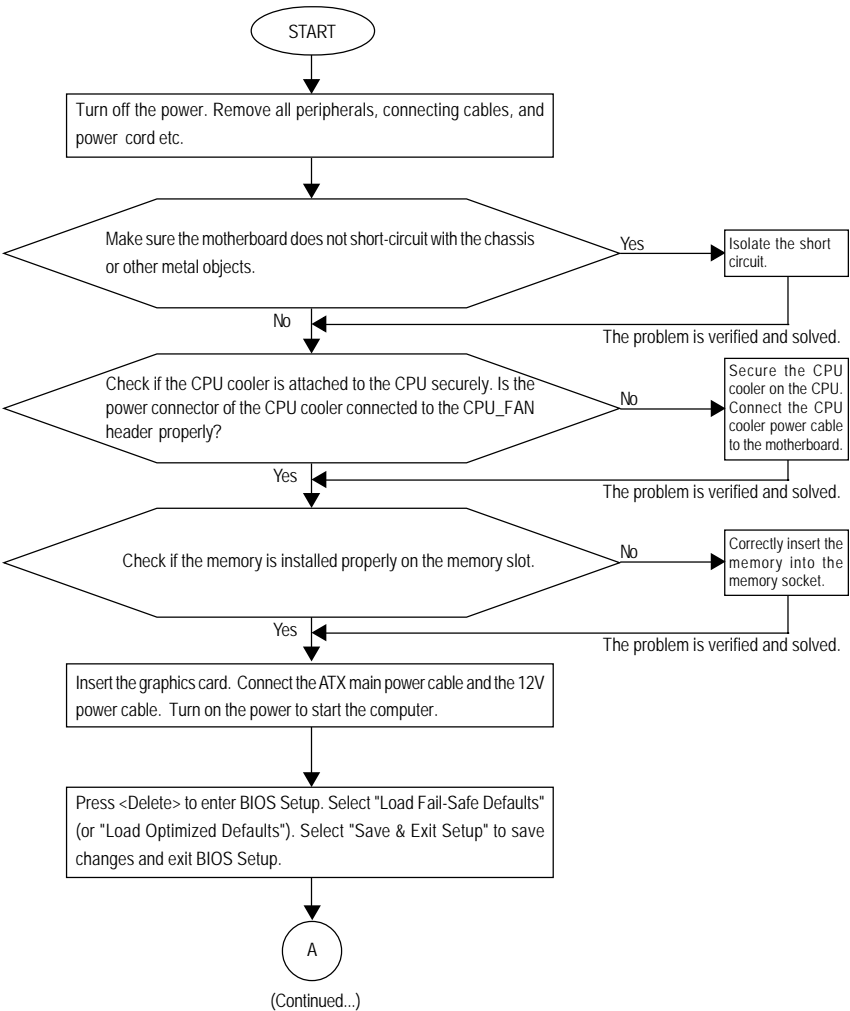 START
Turn off the power. Remove all peripherals, connecting cables, and
power cord etc.
Make sure the motherboard does not short-circuit with the chassis
or other metal objects.
Yes
Isolate the short
circuit.
No
The problem is verified and solved.
Check if the CPU cooler is attached to the CPU securely. Is the
power connector of the CPU cooler connected to the CPU_FAN
header properly?
No
Secure the CPU
cooler on the CPU.
Connect the CPU
cooler power cable
to the motherboard.
Yes
The problem is verified and solved.
Check if the memory is installed properly on the memory slot.
No
Correctly insert the
memory into the
memory socket.
Yes
The problem is verified and solved.
Insert the graphics card. Connect the ATX main power cable and the 12V
power cable. Turn on the power to start the computer.
Press <Delete> to enter BIOS Setup. Select "Load Fail-Safe Defaults"
(or "Load Optimized Defaults"). Select "Save & Exit Setup" to save
changes and exit BIOS Setup.
A
(Continued...)